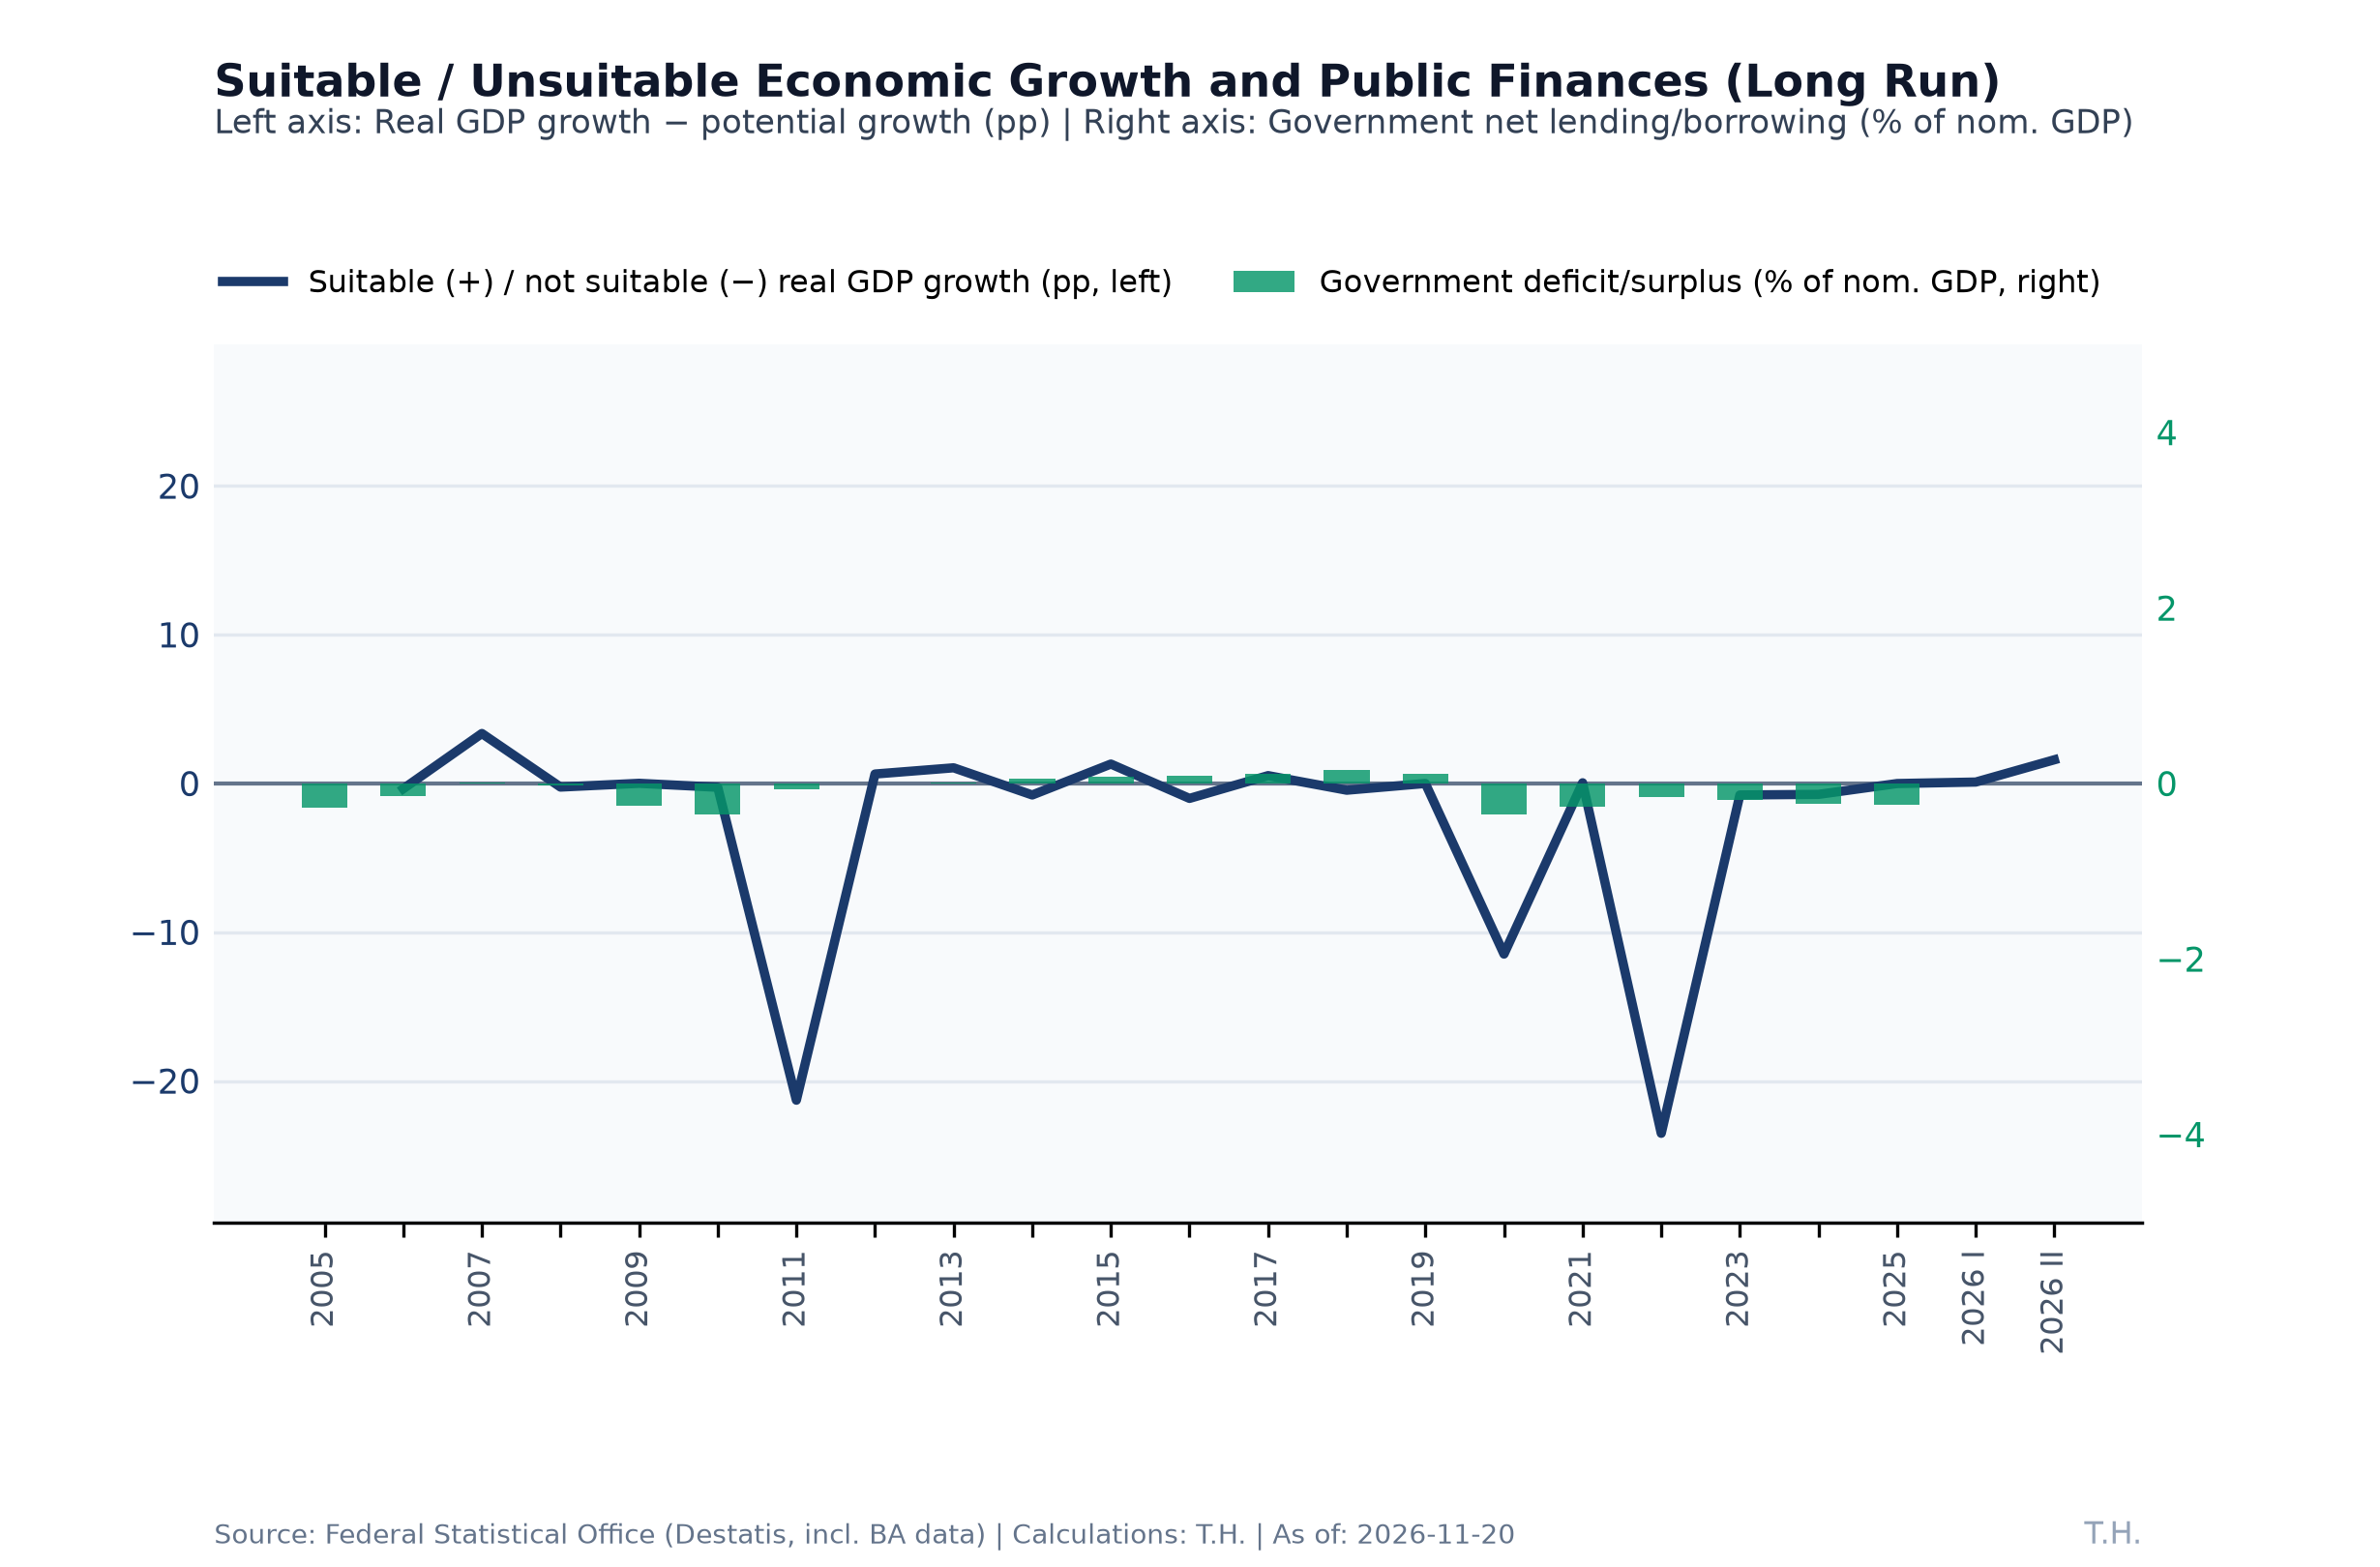 Suitable / Unsuitable Economic Growth and Public Finances (Long Run)
Left axis: Real GDP growth − potential growth (pp) | Right axis: Government net lending/borrowing (% of nom. GDP)
Suitable (+) / not suitable (−) real GDP growth (pp, left)
Government deficit/surplus (% of nom. GDP, right)
20
10
0
−10
−20
4
2
0
−2
−4
2005
2007
2009
2011
2013
2015
2017
2019
2021
2023
2025
2026 I
2026 II
Source: Federal Statistical Office (Destatis, incl. BA data) | Calculations: T.H. | As of: 2026-11-20
T.H.